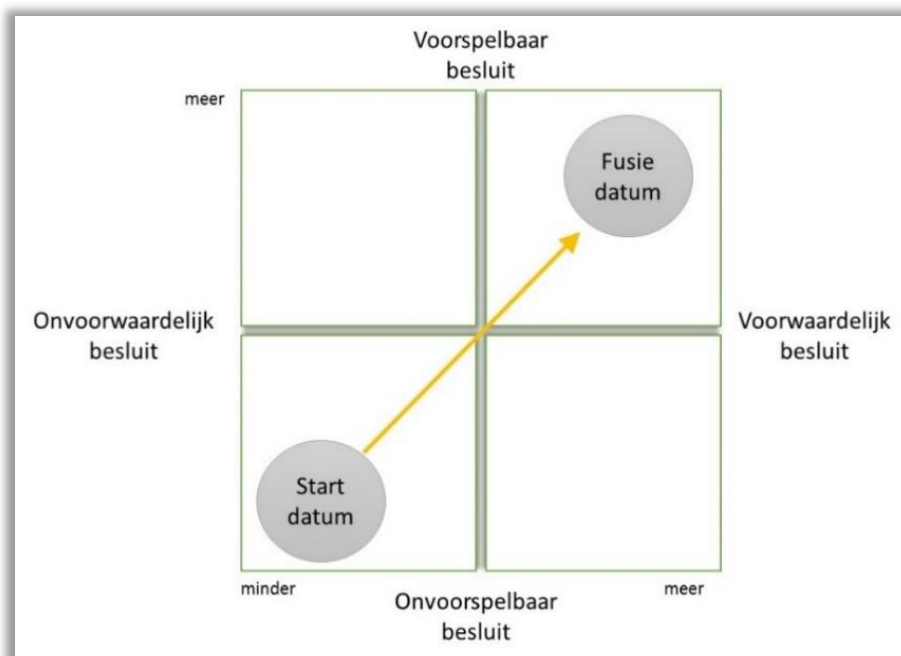 Voorspelbaar
besluit
meer
Fusie
datum
Onvoorwaardelijk
besluit
Voorwaardelijk
besluit
Start
datum
minder
Onvoorspelbaar
besluit
meer